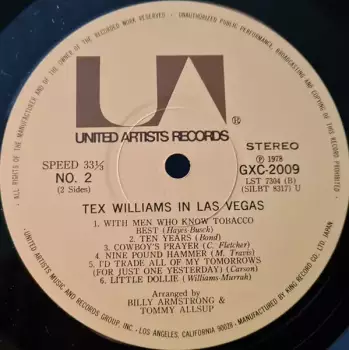 ALL RIGHTS OF THE MANUFACTURER AND OF THE OWNER OF THE RECORDED WORK RESERVED. UNAUTHORIZED PUBLIC PERFORMANCE, BROADCASTING AND COPYING OF THIS RECORD PROHIBITED.
UA
UNITED ARTISTS RECORDS
SPEED 33⅓
NO. 2
(2 Sides)
STEREO
Ⓟ 1978
GXC-2009
LST 7304 (B)
(SILBT 8317) U
TEX WILLIAMS IN LAS VEGAS
1. WITH MEN WHO KNOW TOBACCO
BEST (Hayes-Busch)
2. TEN YEARS (Bond)
3. COWBOY'S PRAYER (C. Fletcher)
4. NINE POUND HAMMER (M. Travis)
5. I'D TRADE ALL OF MY TOMORROWS
(FOR JUST ONE YESTERDAY) (Carson)
6. LITTLE DOLLIE (Williams-Murrah)
Arranged by
BILLY ARMSTRONG &
TOMMY ALLSUP
UNITED ARTISTS MUSIC AND RECORDS GROUP, INC. LOS ANGELES, CALIFORNIA 90028 MFD. BY KING RECORD CO. LTD. JAPAN